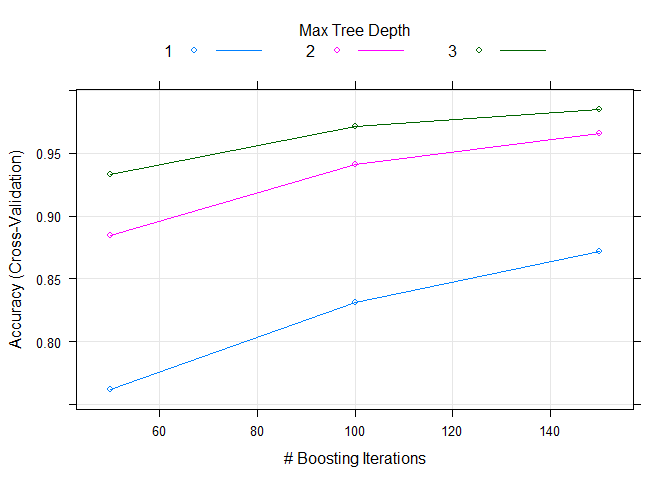 Max Tree Depth
1 2 3
Accuracy (Cross-Validation)
0.95
0.90
0.85
0.80
60 80 100 120 140
# Boosting Iterations